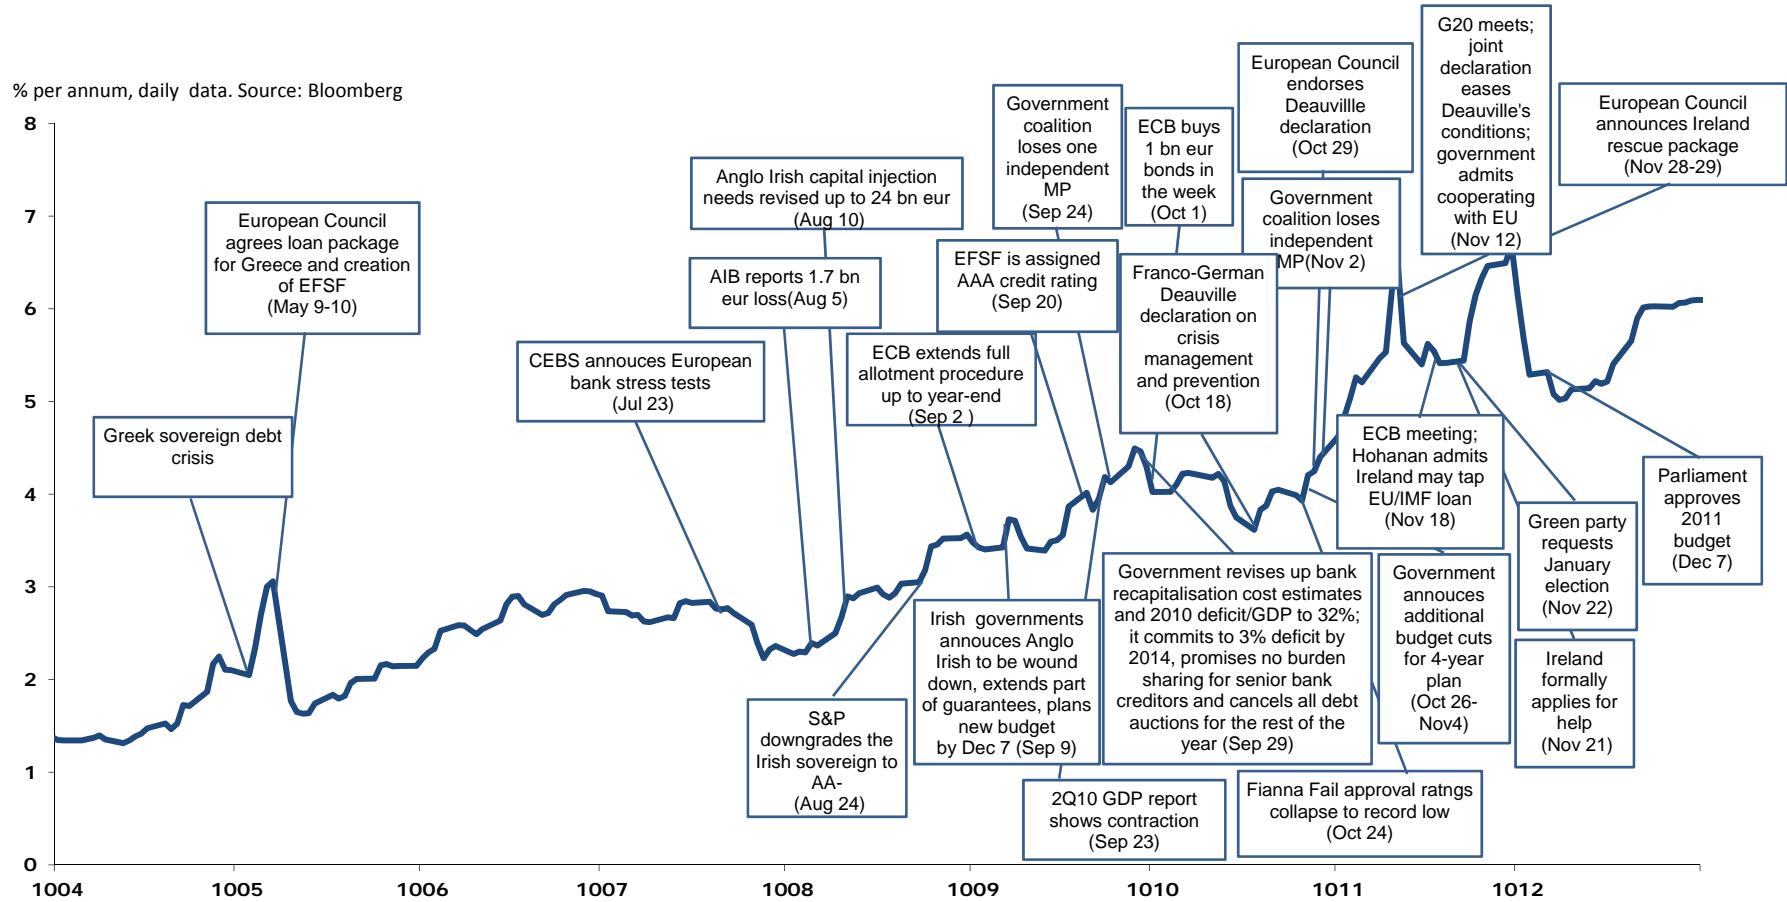 % per annum, daily  data. Source: Bloomberg
8
7
6
5
4
3
2
1
0
1004
1005
1006
1007
1008
1009
1010
1011
1012
Greek sovereign debt
crisis
European Council
agrees loan package
for Greece and creation
of EFSF
(May 9-10)
CEBS annouces European
bank stress tests
(Jul 23)
Anglo Irish capital injection
needs revised up to 24 bn eur
(Aug 10)
AIB reports 1.7 bn
eur loss(Aug 5)
S&P
downgrades the
Irish sovereign to
AA-
(Aug 24)
ECB extends full
allotment procedure
up to year-end
(Sep 2 )
Irish  governments
annouces Anglo
Irish to be wound
down, extends part
of guarantees, plans
new budget
by Dec 7 (Sep 9)
EFSF is assigned
AAA credit rating
(Sep 20)
2Q10 GDP report
shows contraction
(Sep 23)
Government
coalition
loses one
independent
MP
(Sep 24)
Government revises up bank
recapitalisation cost estimates
and 2010 deficit/GDP to 32%;
it commits to 3% deficit by
2014, promises no burden
sharing for senior bank
creditors and cancels all debt
auctions for the rest of the
year (Sep 29)
ECB buys
1 bn eur
bonds in
the week
(Oct 1)
Franco-German
Deauville
declaration on
crisis
management
and prevention
(Oct 18)
Fianna Fail approval ratngs
collapse to record low
(Oct 24)
Government
annouces
additional
budget cuts
for 4-year
plan
(Oct 26-
Nov4)
European Council
endorses
Deauvillle
declaration
(Oct 29)
Government
coalition loses
independent
MP(Nov 2)
G20 meets;
joint
declaration
eases
Deauville's
conditions;
government
admits
cooperating
with EU
(Nov 12)
ECB meeting;
Hohanan admits
Ireland may tap
EU/IMF loan
(Nov 18)
Ireland
formally
applies for
help
(Nov 21)
Green party
requests
January
election
(Nov 22)
European Council
announces Ireland
rescue package
(Nov 28-29)
Parliament
approves
2011
budget
(Dec 7)